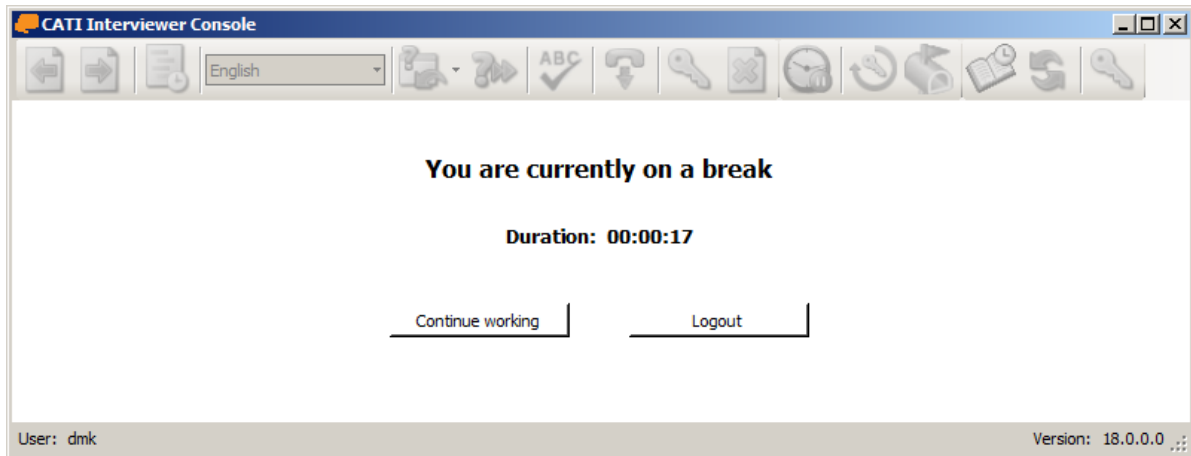 CATI Interviewer Console
English
ABC
You are currently on a break
Duration: 00:00:17
Continue working Logout
User: dmk Version: 18.0.0.0